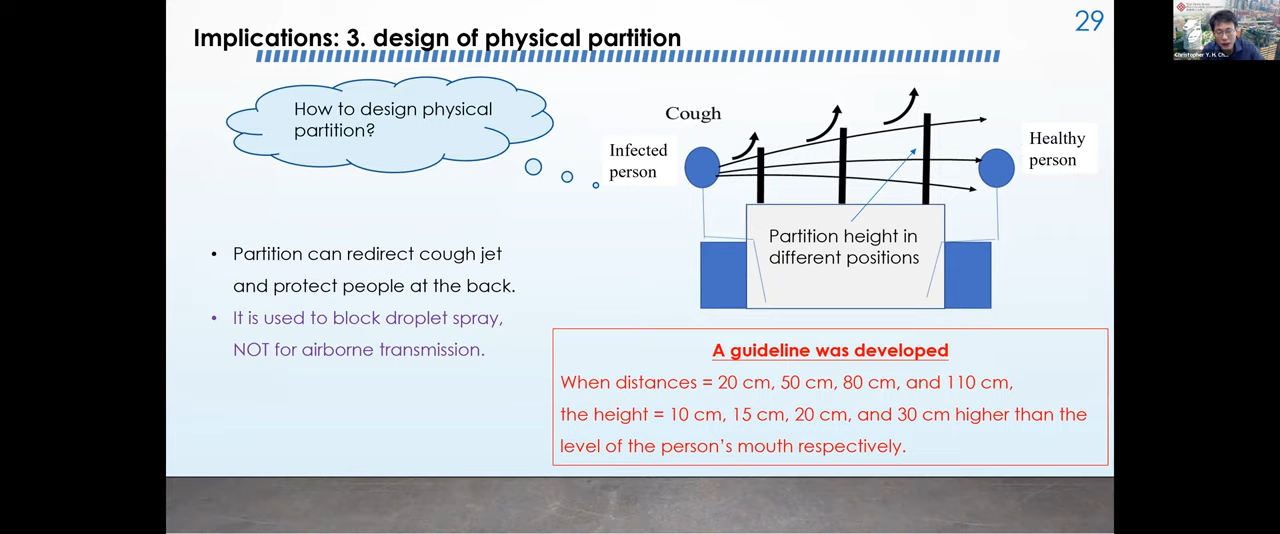 29
Implications: 3. design of physical partition
How to design physical
partition?
Cough
Infected
person
Healthy
person
Partition height in
different positions
• Partition can redirect cough jet
and protect people at the back.
• It is used to block droplet spray,
NOT for airborne transmission.
A guideline was developed
When distances = 20 cm, 50 cm, 80 cm, and 110 cm,
the height = 10 cm, 15 cm, 20 cm, and 30 cm higher than the
level of the person’s mouth respectively.
Christopher Y. H. Ch...